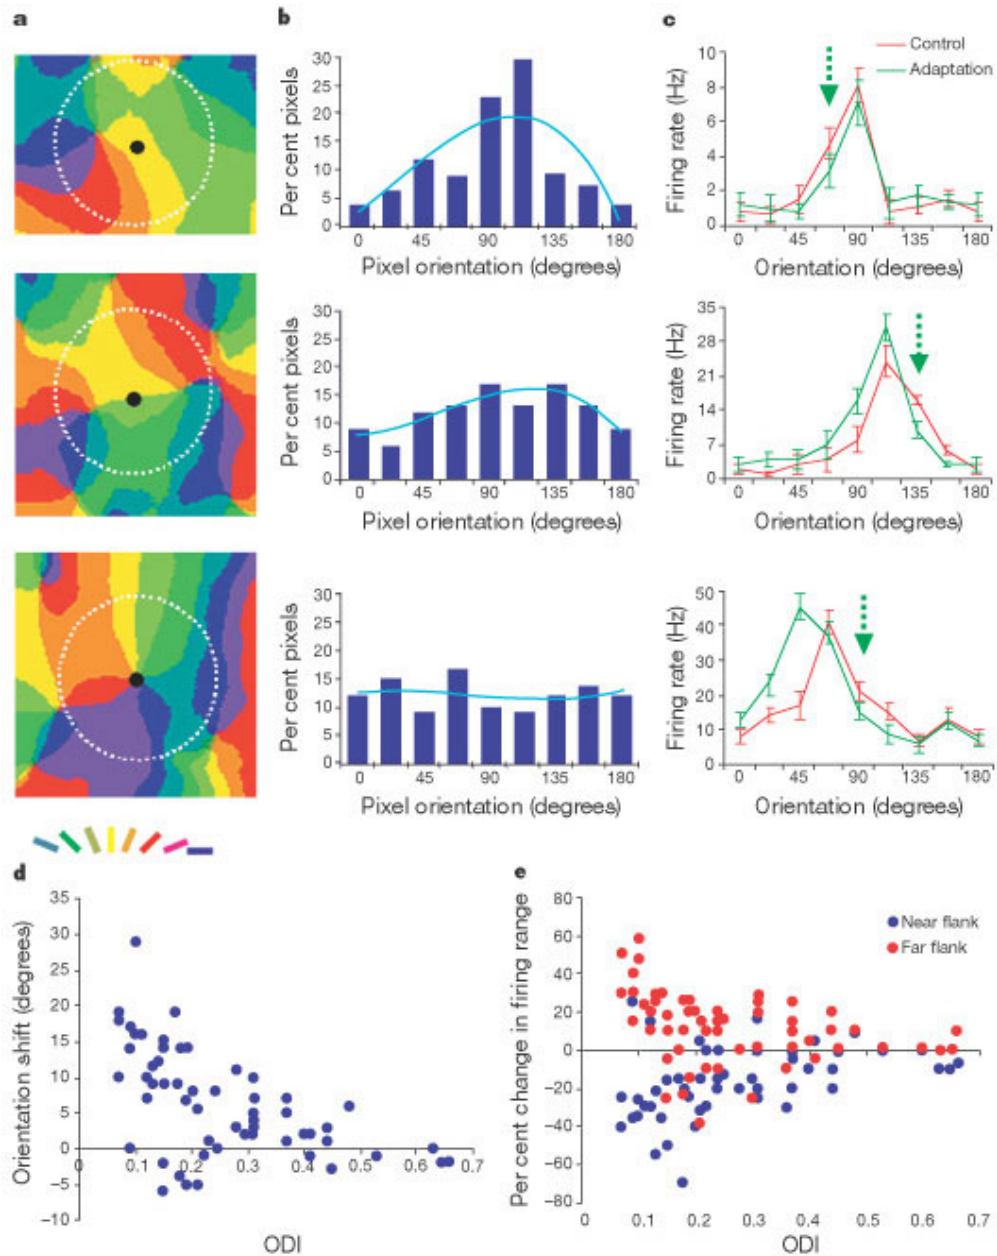 a
b
c
30
25
20
15
10
5
0
Per cent pixels
0 45 90 135 180
Pixel orientation (degrees)
10
8
6
4
2
0
Firing rate (Hz)
Control
Adaptation
0 45 90 135 180
Orientation (degrees)
30
25
20
15
10
5
0
Per cent pixels
0 45 90 135 180
Pixel orientation (degrees)
35
28
21
14
7
0
Firing rate (Hz)
0 45 90 135 180
Orientation (degrees)
30
25
20
15
10
5
0
Per cent pixels
0 45 90 135 180
Pixel orientation (degrees)
50
40
30
20
10
0
Firing rate (Hz)
0 45 90 135 180
Orientation (degrees)
d
35
30
25
20
15
10
5
0
–5
–10
Orientation shift (degrees)
0.1 0.2 0.3 0.4 0.5 0.6 0.7
ODI
e
80
60
40
20
0
–20
–40
–60
–80
Per cent change in firing range
Near flank
Far flank
0 0.1 0.2 0.3 0.4 0.5 0.6 0.7
ODI